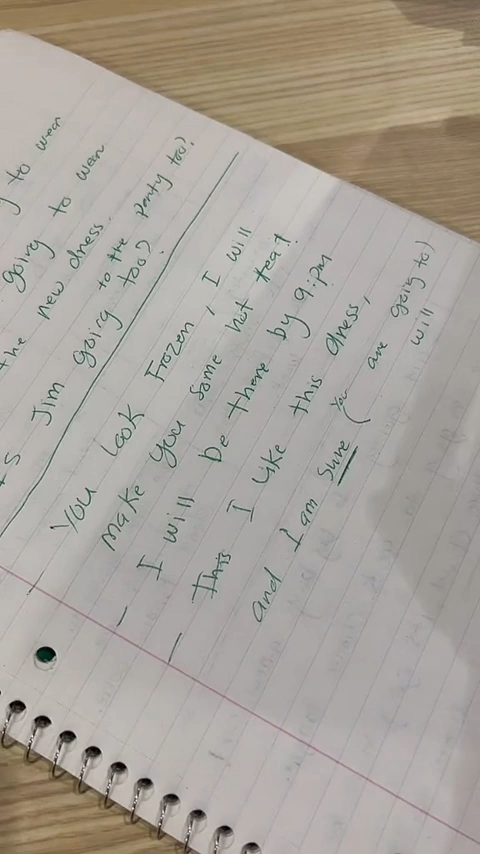 g to wear
going to wear
the new dress.
Jim going to the party too?
too?
You look Frozen, I will
make you some hot tea!
- I will be there by 9:pm
- this I Like this dress,
and I am Sure You ( are going to)
will